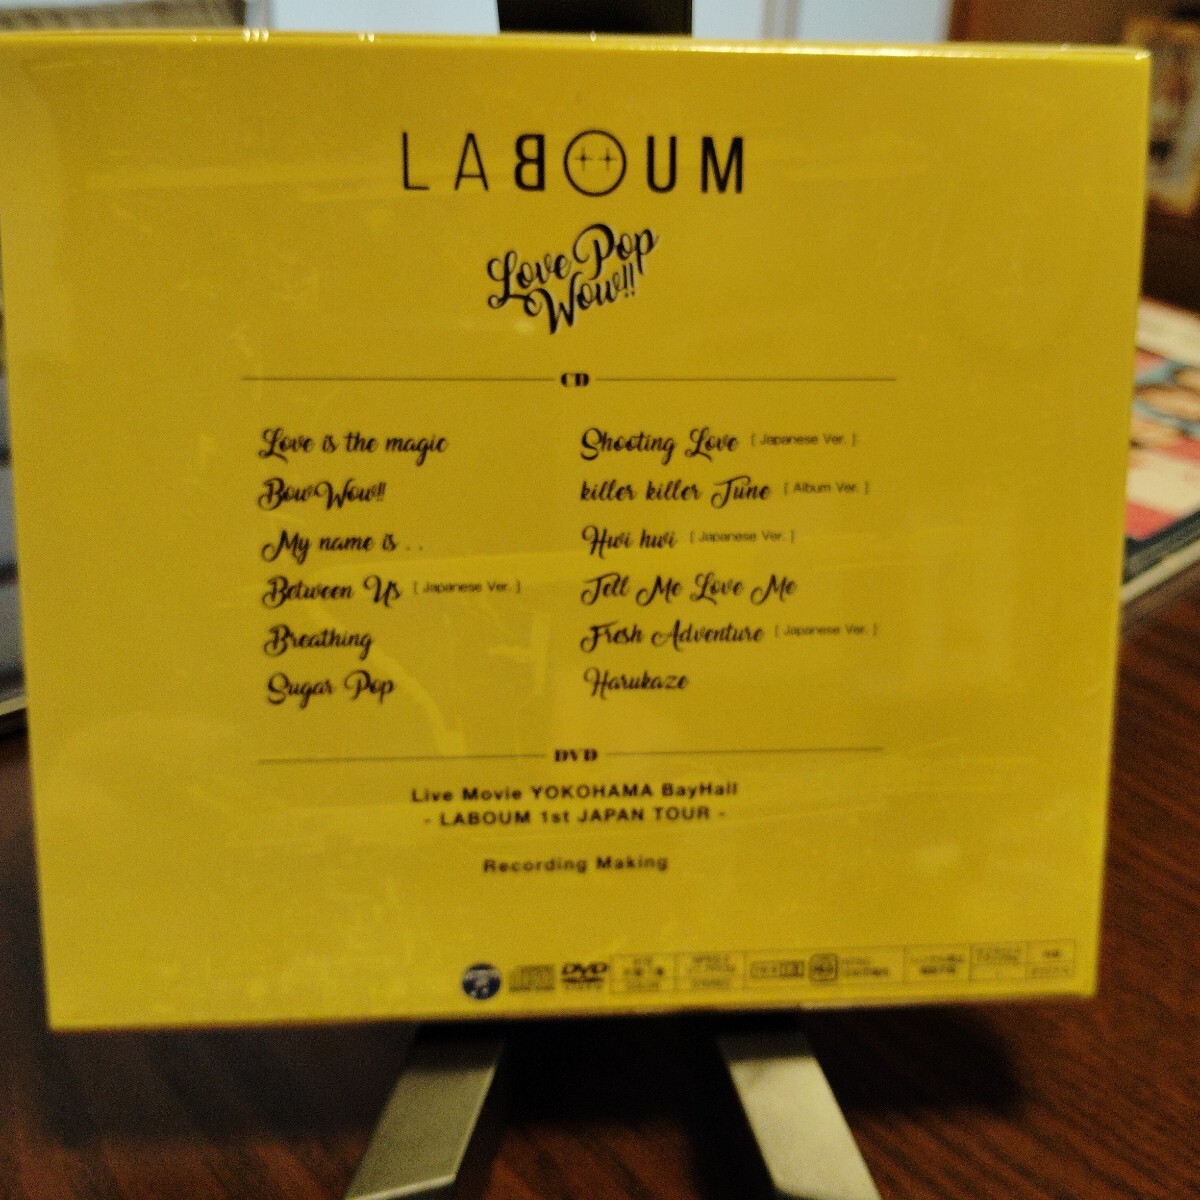 LABOUM
Love Pop
Wow!!
CD
Love is the magic
BowWow!!
My name is . .
Between Us [ Japanese Ver. ]
Breathing
Sugar Pop
Shooting Love [ Japanese Ver. ]
killer killer Tune [ Album Ver. ]
Hwi hwi [ Japanese Ver. ]
Tell Me Love Me
Fresh Adventure [ Japanese Ver. ]
Harukaze
DVD
Live Movie YOKOHAMA BayHall
- LABOUM 1st JAPAN TOUR -
Recording Making
DVD